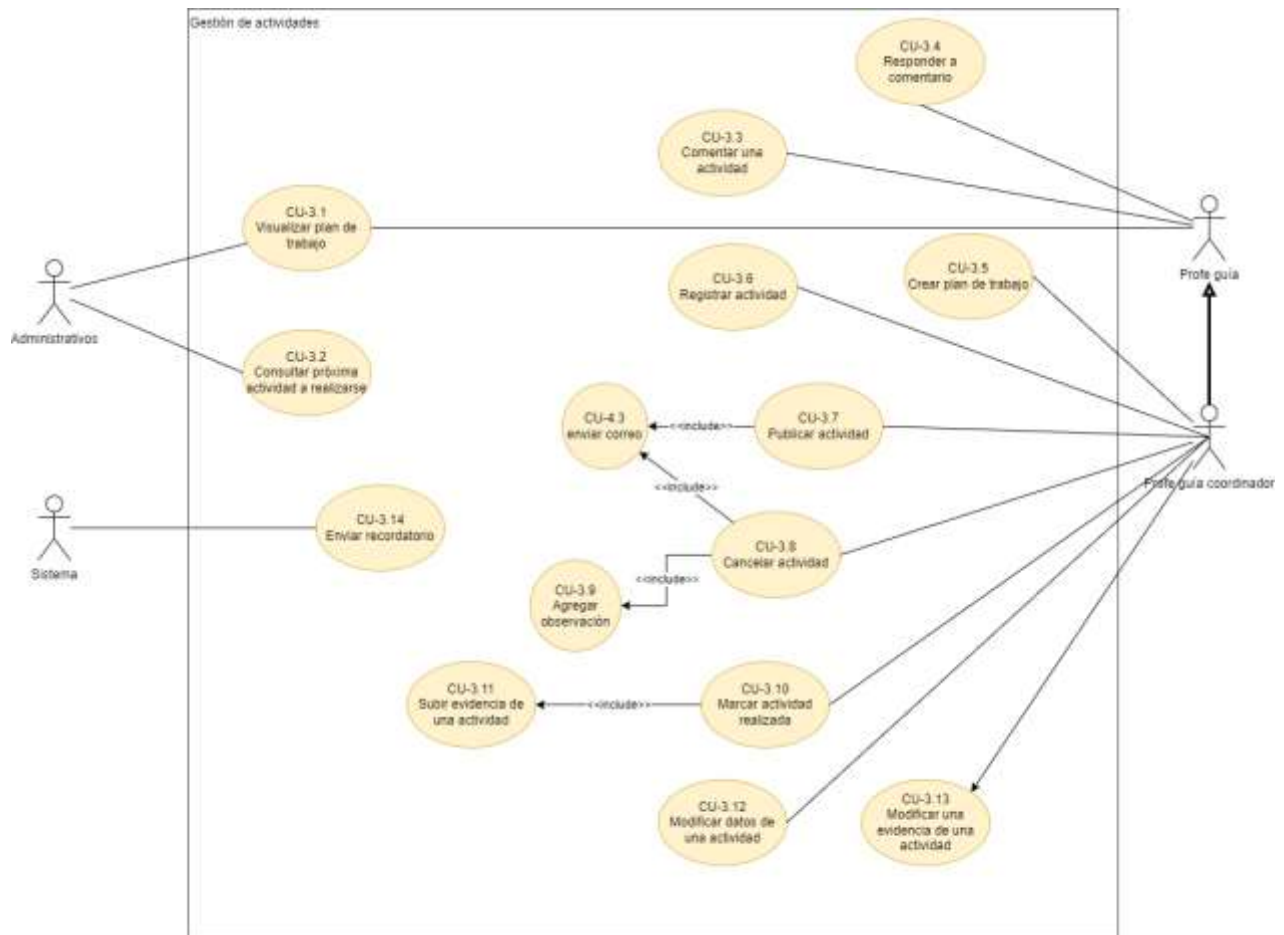 Gestión de actividades
CU-3.4
Responder a
comentario
CU-3.3
Comentar una
actividad
CU-3.1
Visualizar plan de
trabajo
Profe guía
CU-3.5
Crear plan de trabajo
CU-3.6
Registrar actividad
Administrativos
CU-3.2
Consultar próxima
actividad a realizarse
CU-4.3
enviar correo
<<include>>
CU-3.7
Publicar actividad
Profe guía coordinador
<<include>>
CU-3.14
Enviar recordatorio
Sistema
CU-3.8
Cancelar actividad
<<include>>
CU-3.9
Agregar
observación
CU-3.11
Subir evidencia de
una actividad
<<include>>
CU-3.10
Marcar actividad
realizada
CU-3.12
Modificar datos de
una actividad
CU-3.13
Modificar una
evidencia de una
actividad